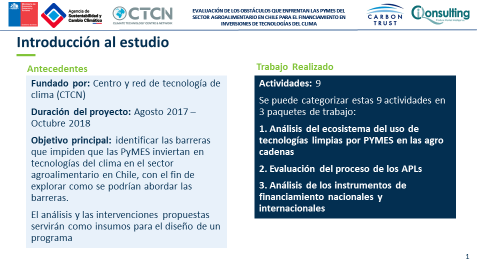 Agencia de
Sustentabilidad
y Cambio Climático
CTCN
CLIMATE TECHNOLOGY CENTRE & NETWORK
EVALUACIÓN DE LOS OBSTÁCULOS QUE ENFRENTAN LAS PYMES DEL
SECTOR AGROALIMENTARIO EN CHILE PARA EL FINANCIAMIENTO EN
INVERSIONES DE TECNOLOGÍAS DEL CLIMA
CARBON
TRUST
iQonsulting
Introducción al estudio
Antecedentes
Fundado por: Centro y red de tecnología de
clima (CTCN)
Duración del proyecto: Agosto 2017 –
Octubre 2018
Objetivo principal: identificar las barreras
que impiden que las PyMES inviertan en
tecnologías del clima en el sector
agroalimentario en Chile, con el fin de
explorar como se podrían abordar las
barreras.
El análisis y las intervenciones propuestas
servirán como insumos para el diseño de un
programa
Trabajo Realizado
Actividades: 9
Se puede categorizar estas 9 actividades en
3 paquetes de trabajo:
1. Análisis del ecosistema del uso de
tecnologías limpias por PYMES en las agro
cadenas
2. Evaluación del proceso de los APLs
3. Análisis de los instrumentos de
financiamiento nacionales y
internacionales
1